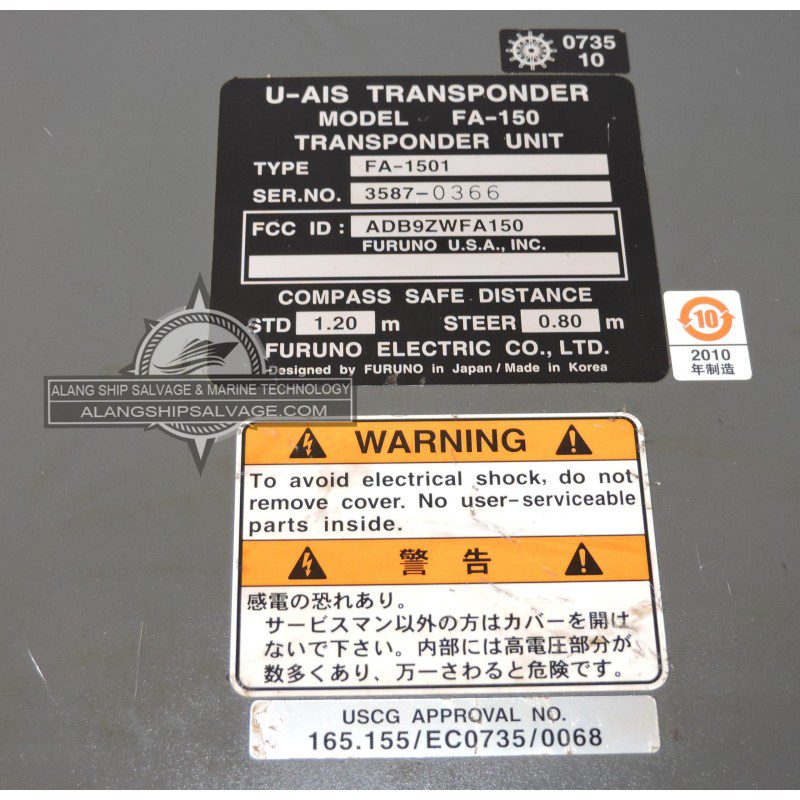 0735
10
U-AIS TRANSPONDER
MODEL FA-150
TRANSPONDER UNIT
TYPE FA-1501
SER.NO. 3587-0366
FCC ID: ADB9ZWFA150
FURUNO U.S.A., INC.
COMPASS SAFE DISTANCE
STD 1.20 m STEER 0.80 m
FURUNO ELECTRIC CO., LTD.
Designed by FURUNO in Japan / Made in Korea
10
2010
年制造
ALANG SHIP SALVAGE & MARINE TECHNOLOGY
ALANGSHIPSALVAGE.COM
WARNING
To avoid electrical shock, do not
remove cover. No user-serviceable
parts inside.
警告
感電の恐れあり。
サービスマン以外の方はカバーを開け
ないで下さい。内部には高電圧部分が
数多くあり、万一さわると危険です。
USCG APPROVAL NO.
165.155/EC0735/0068